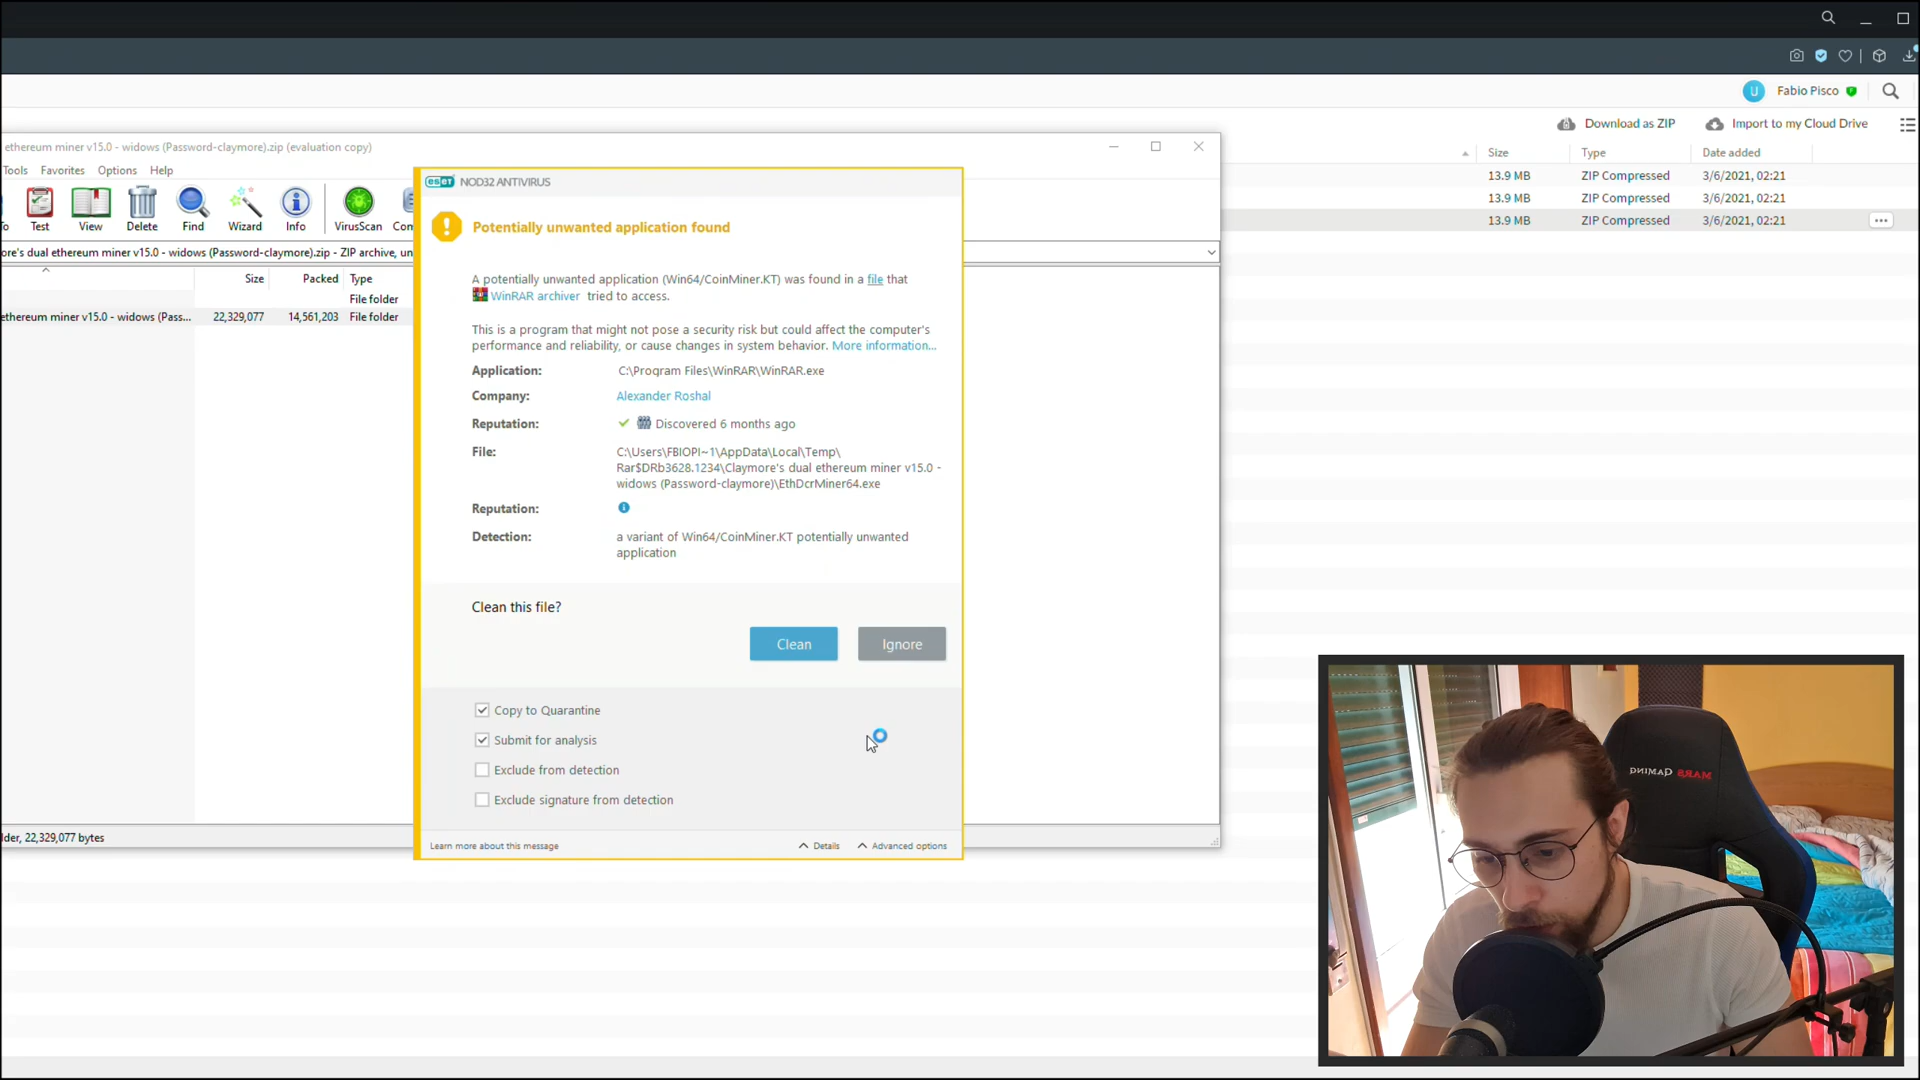 Fabio Pisco
Download as ZIP
Import to my Cloud Drive
Size
Type
Date added
13.9 MB
ZIP Compressed
3/6/2021, 02:21
13.9 MB
ZIP Compressed
3/6/2021, 02:21
13.9 MB
ZIP Compressed
3/6/2021, 02:21
U
ethereum miner v15.0 - widows (Password-claymore).zip (evaluation copy)
Tools
Favorites
Options
Help
Test
View
Delete
Find
Wizard
Info
VirusScan
ore's dual ethereum miner v15.0 - widows (Password-claymore).zip - ZIP archive, un
Size
Packed
Type
File folder
ethereum miner v15.0 - widows (Pass...
22,329,077
14,561,203
File folder
lder, 22,329,077 bytes
eset NOD32 ANTIVIRUS
Potentially unwanted application found
A potentially unwanted application (Win64/CoinMiner.KT) was found in a file that
WinRAR archiver tried to access.
This is a program that might not pose a security risk but could affect the computer's
performance and reliability, or cause changes in system behavior. More information...
Application: C:\Program Files\WinRAR\WinRAR.exe
Company: Alexander Roshal
Reputation: Discovered 6 months ago
File: C:\Users\FBIOPI~1\AppData\Local\Temp\
Rar$DRb3628.1234\Claymore's dual ethereum miner v15.0 -
widows (Password-claymore)\EthDcrMiner64.exe
Reputation:
Detection: a variant of Win64/CoinMiner.KT potentially unwanted
application
Clean this file?
Clean
Ignore
Copy to Quarantine
Submit for analysis
Exclude from detection
Exclude signature from detection
Learn more about this message
Details
Advanced options
MARS GAMING